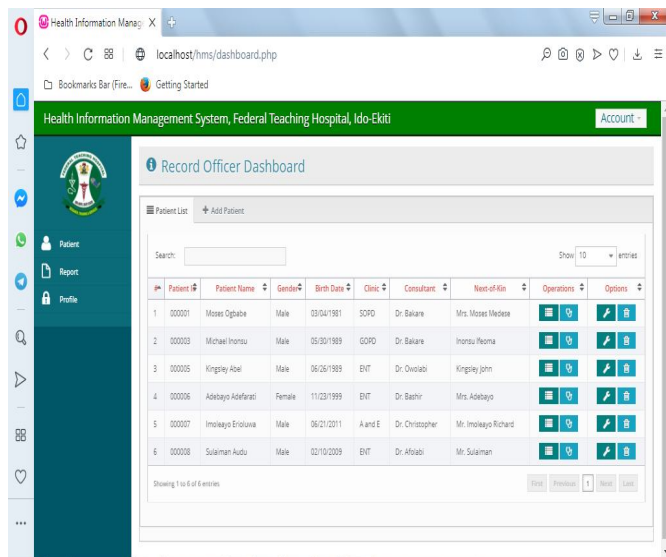 Health Information Manag
localhost/hms/dashboard.php
Bookmarks Bar (Fire... Getting Started
Health Information Management System, Federal Teaching Hospital, Ido-Ekiti Account
Record Officer Dashboard
Patient List Add Patient
Patient
Report
Profile
Search: Show 10 entries
# Patient Patient Name Gender Birth Date Clinic Consultant Next-of-Kin Operations Options
1 000001 Moses Ogbabe Male 03/04/1981 SOPD Dr. Bakare Mrs. Moses Medese
2 000003 Michael Inonsu Male 05/30/1989 GOPD Dr. Bakare Inonsu Ifeoma
3 000005 Kingsley Abel Male 06/26/1989 ENT Dr. Owolabi Kingsley John
4 000006 Adebayo Adefarati Female 11/23/1999 ENT Dr. Bashir Mrs. Adebayo
5 000007 Imoleayo Erioluwa Male 06/21/2011 A and E Dr. Christopher Mr. Imoleayo Richard
6 000008 Sulaiman Audu Male 02/10/2009 ENT Dr. Afolabi Mr. Sulaiman
Showing 1 to 6 of 6 entries First Previous 1 Next Last